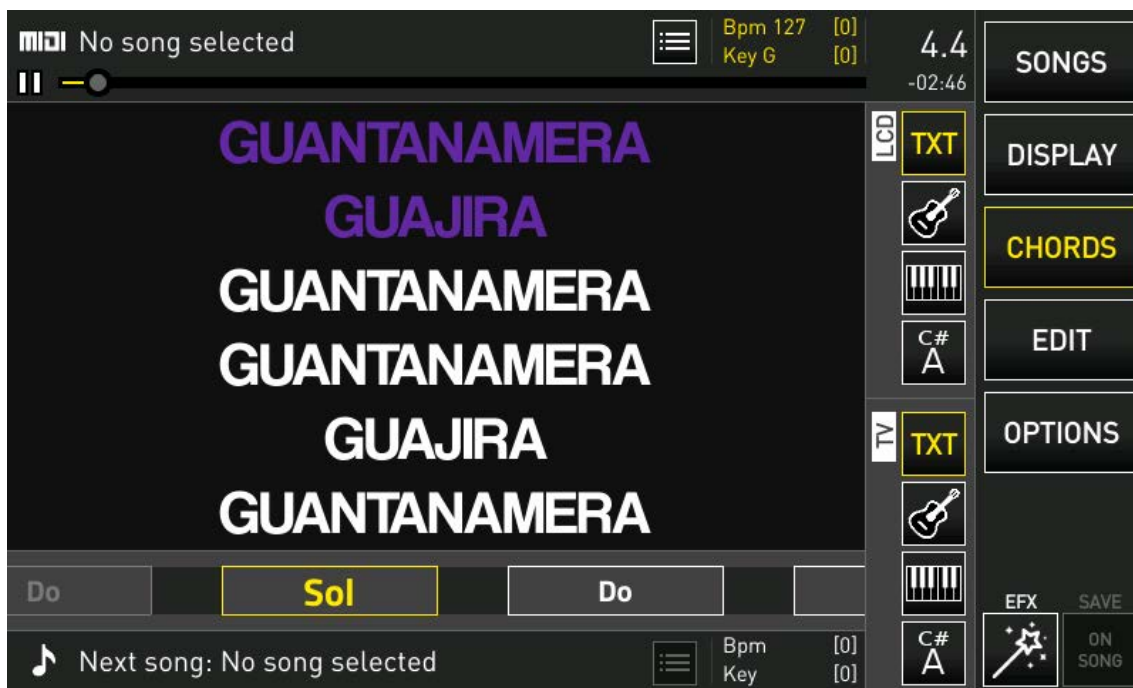 MIDI No song selected
Bpm 127 [0]
Key G [0]
4.4
-02:46
SONGS
GUANTANAMERA
GUAJIRA
GUANTANAMERA
GUANTANAMERA
GUAJIRA
GUANTANAMERA
LCD
TXT
C#
A
TV
TXT
C#
A
DISPLAY
CHORDS
EDIT
OPTIONS
Do
Sol
Do
EFX
SAVE
ON
SONG
Next song: No song selected
Bpm [0]
Key [0]